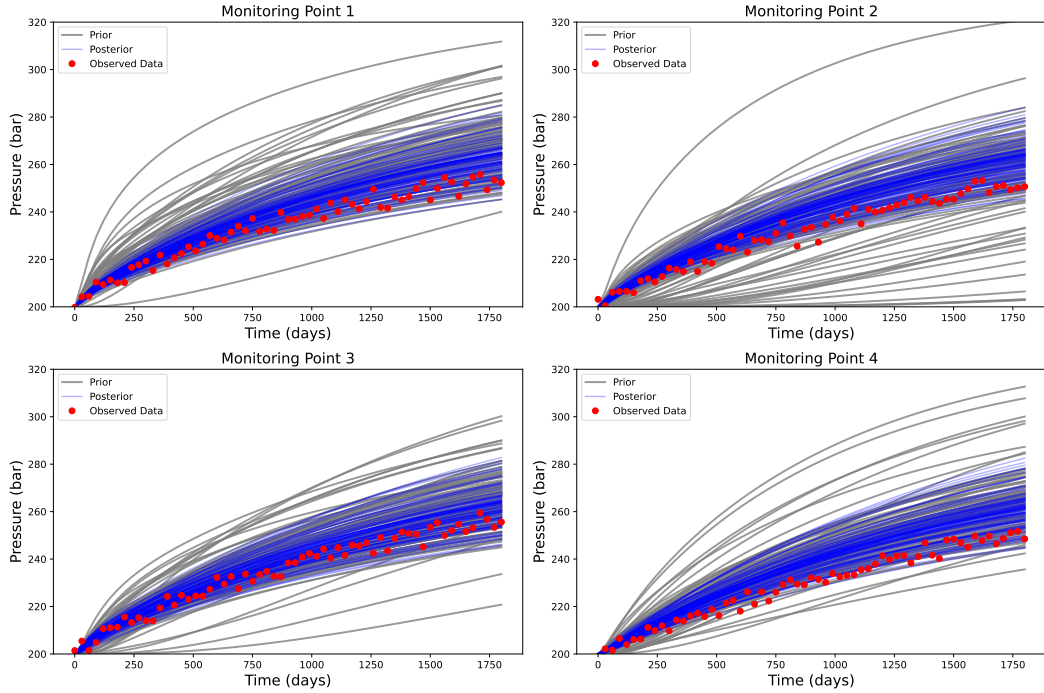 Monitoring Point 1
Pressure (bar)
320
300
280
260
240
220
200
Prior
Posterior
Observed Data
0
250
500
750
1000
1250
1500
1750
Time (days)
Monitoring Point 2
Pressure (bar)
320
300
280
260
240
220
200
Prior
Posterior
Observed Data
0
250
500
750
1000
1250
1500
1750
Time (days)
Monitoring Point 3
Pressure (bar)
320
300
280
260
240
220
200
Prior
Posterior
Observed Data
0
250
500
750
1000
1250
1500
1750
Time (days)
Monitoring Point 4
Pressure (bar)
320
300
280
260
240
220
200
Prior
Posterior
Observed Data
0
250
500
750
1000
1250
1500
1750
Time (days)